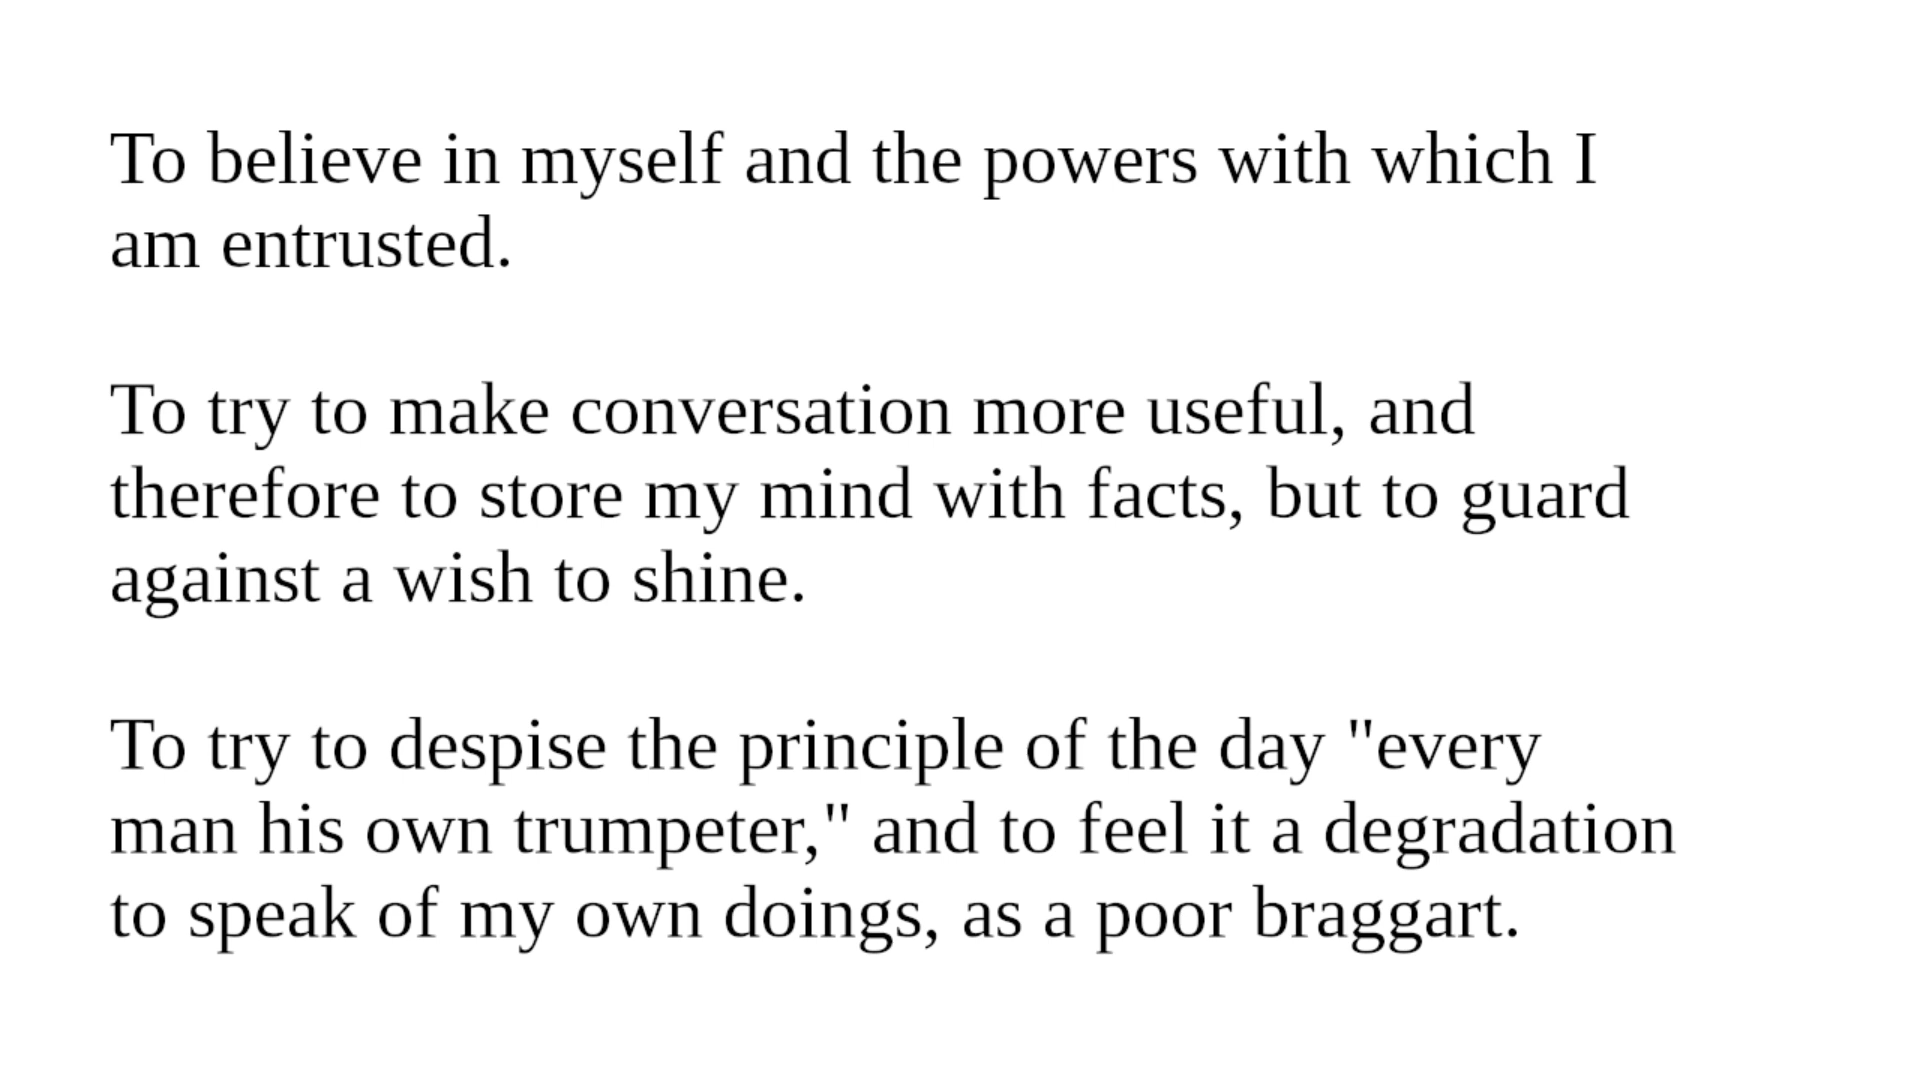 To believe in myself and the powers with which I
am entrusted.
To try to make conversation more useful, and
therefore to store my mind with facts, but to guard
against a wish to shine.
To try to despise the principle of the day "every
man his own trumpeter," and to feel it a degradation
to speak of my own doings, as a poor braggart.